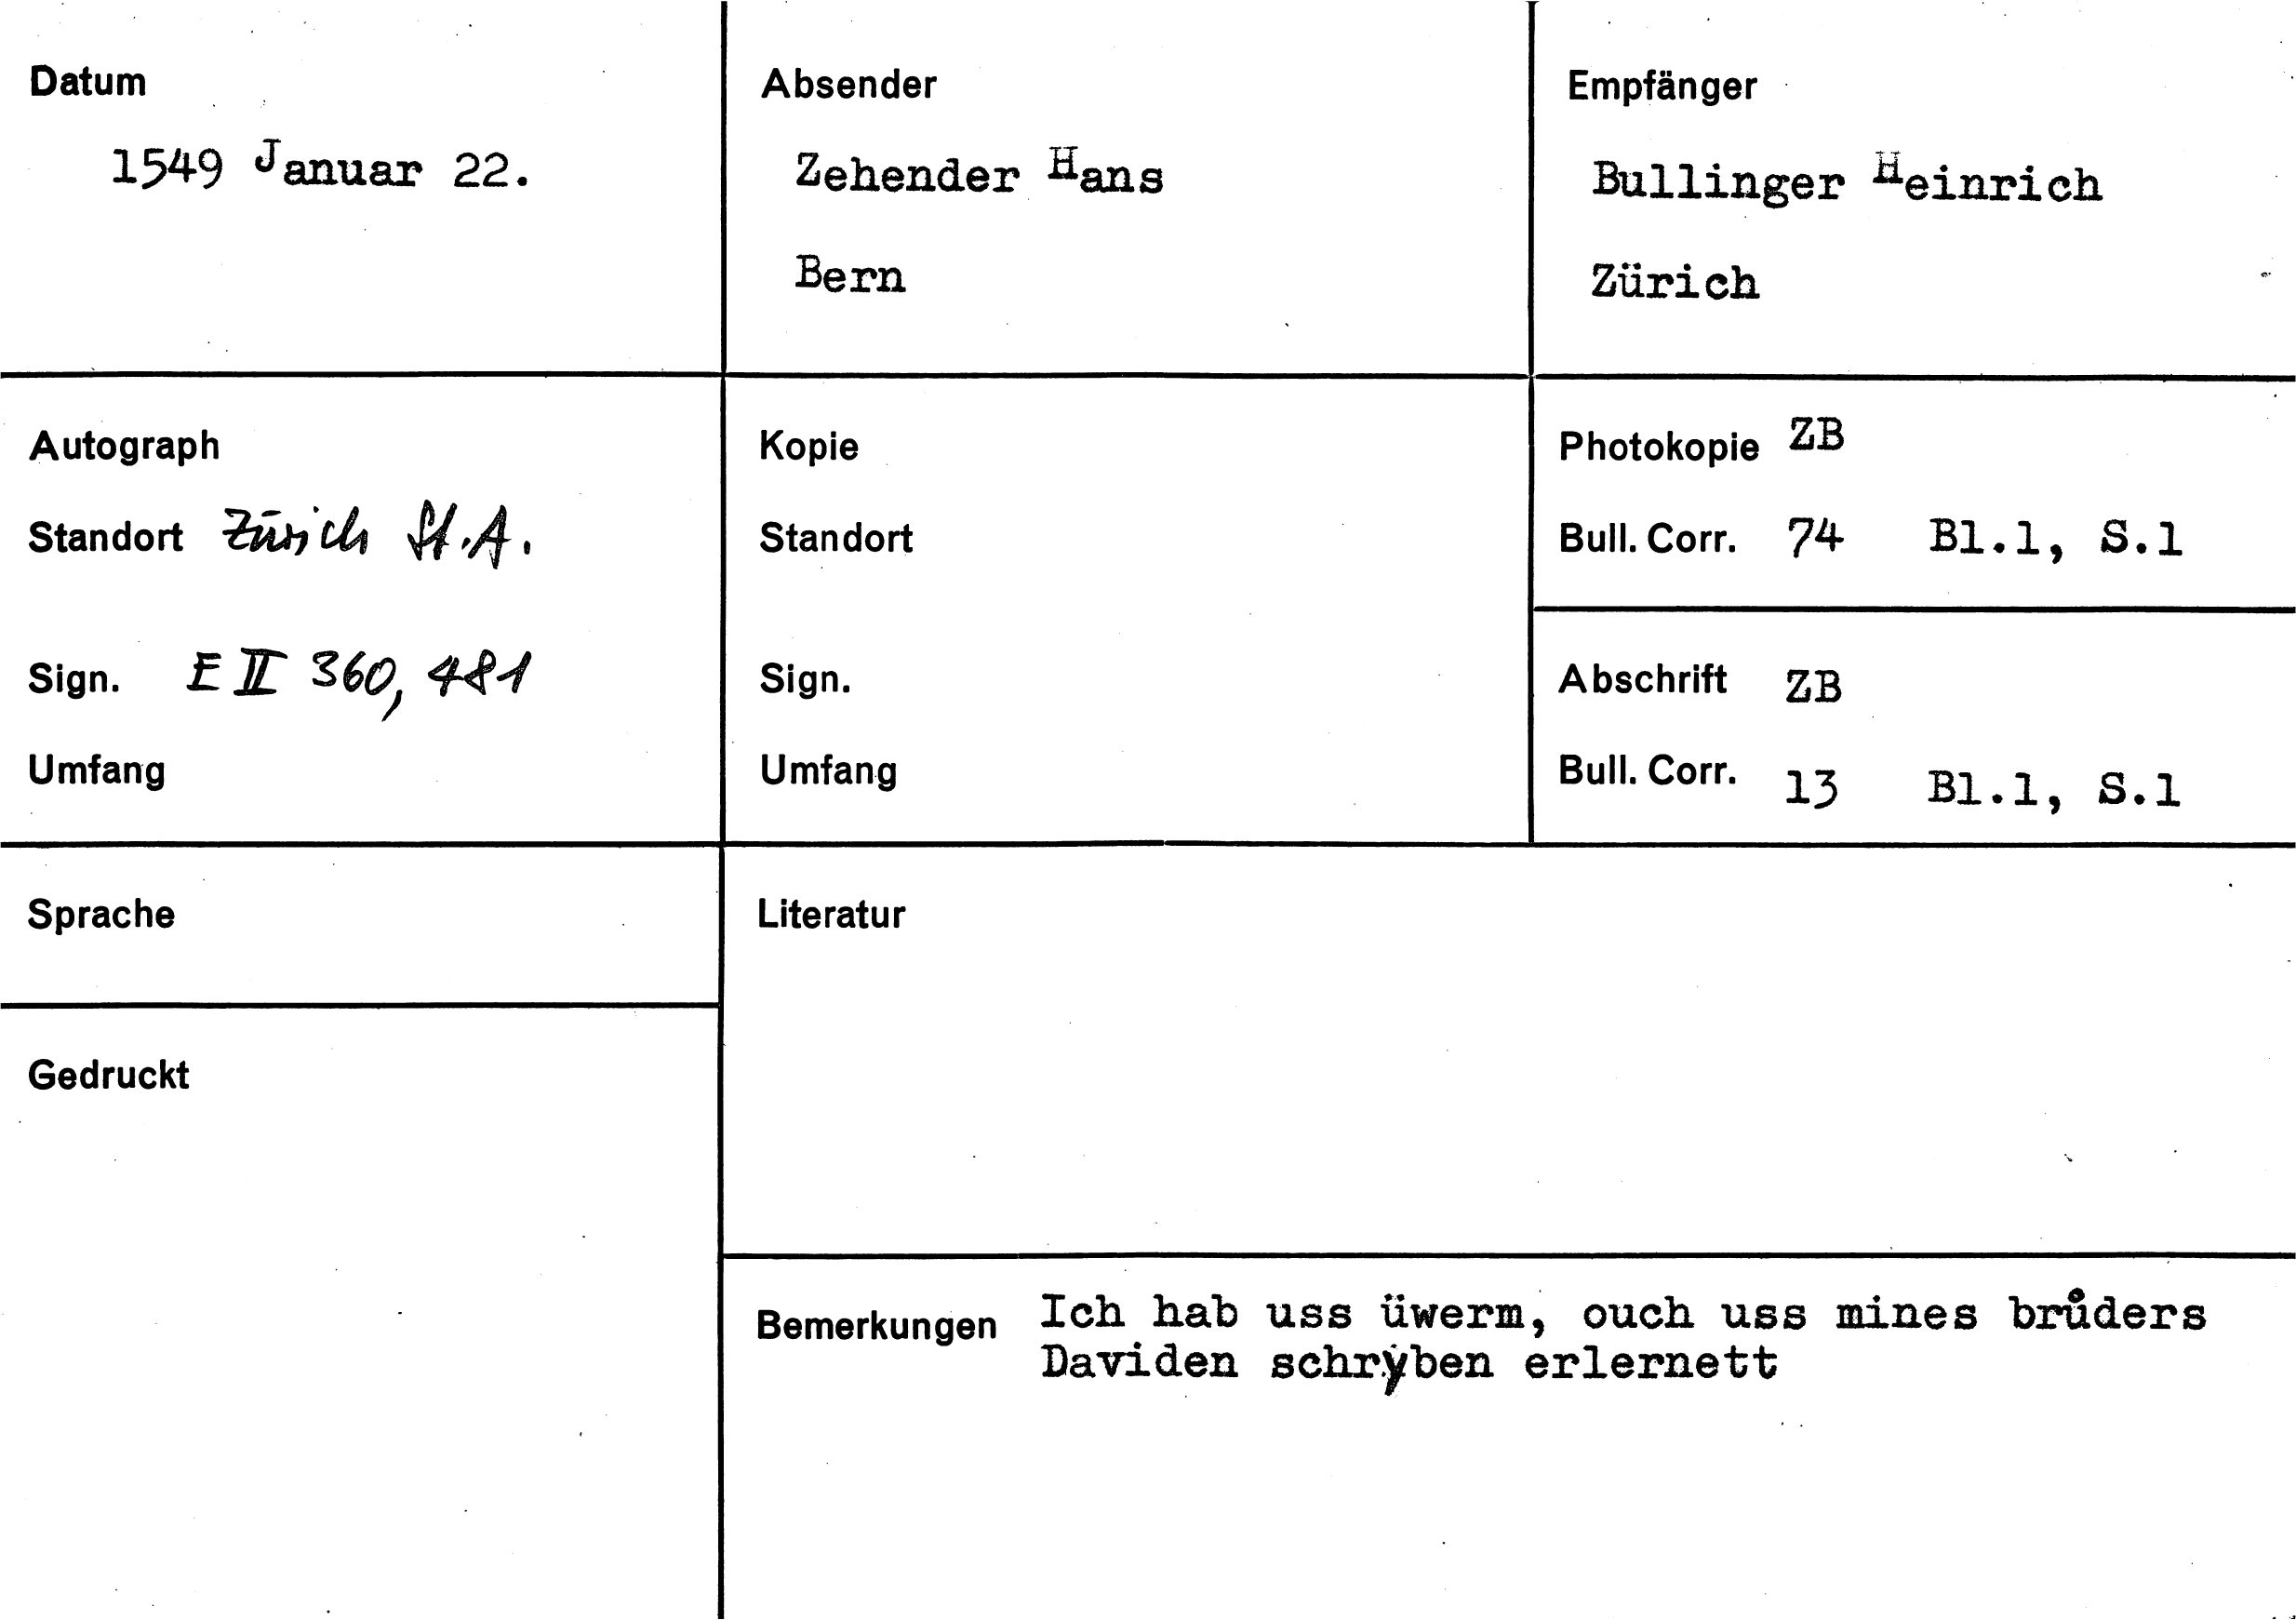 Datum
1549 Januar 22.
Absender
Zehender Hans
Bern
Empfänger
Bullinger Heinrich
Zürich
Autograph
Standort Zürich St.A.
Sign. E II 360, 481
Umfang
Kopie
Standort
Sign.
Umfang
Photokopie ZB
Bull. Corr. 74 Bl.1, S.1
Abschrift ZB
Bull. Corr. 13 Bl.1, S.1
Sprache
Gedruckt
Literatur
Bemerkungen Ich hab uss üwerm, ouch uss mines brůders
Daviden schryben erlernett